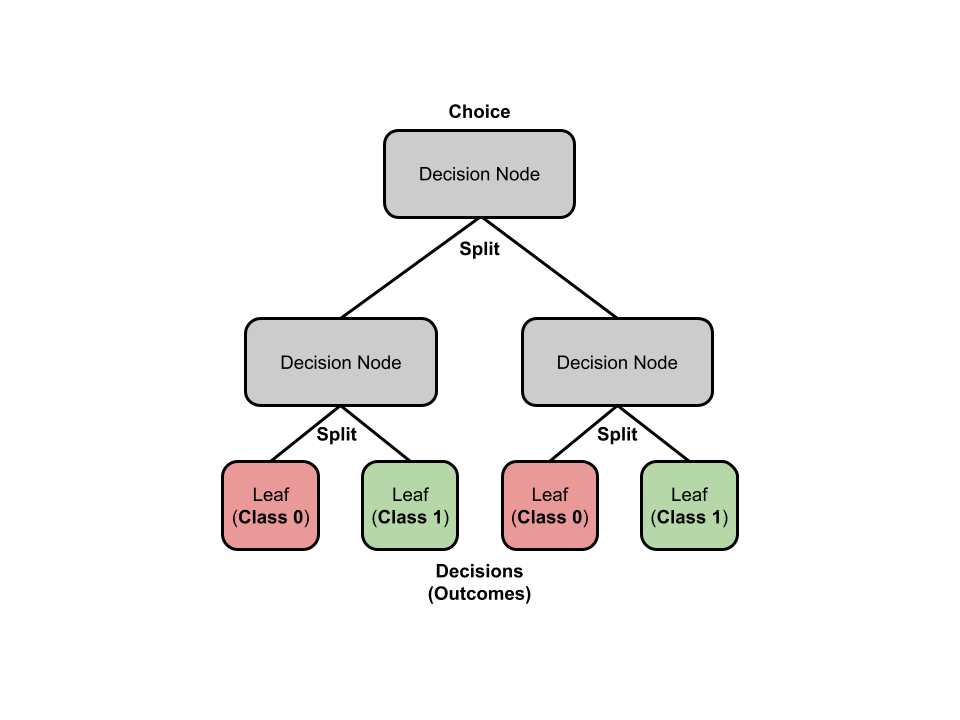 Choice
Decision Node
Split
Decision Node
Decision Node
Split
Split
Leaf
(Class 0)
Leaf
(Class 1)
Leaf
(Class 0)
Leaf
(Class 1)
Decisions
(Outcomes)